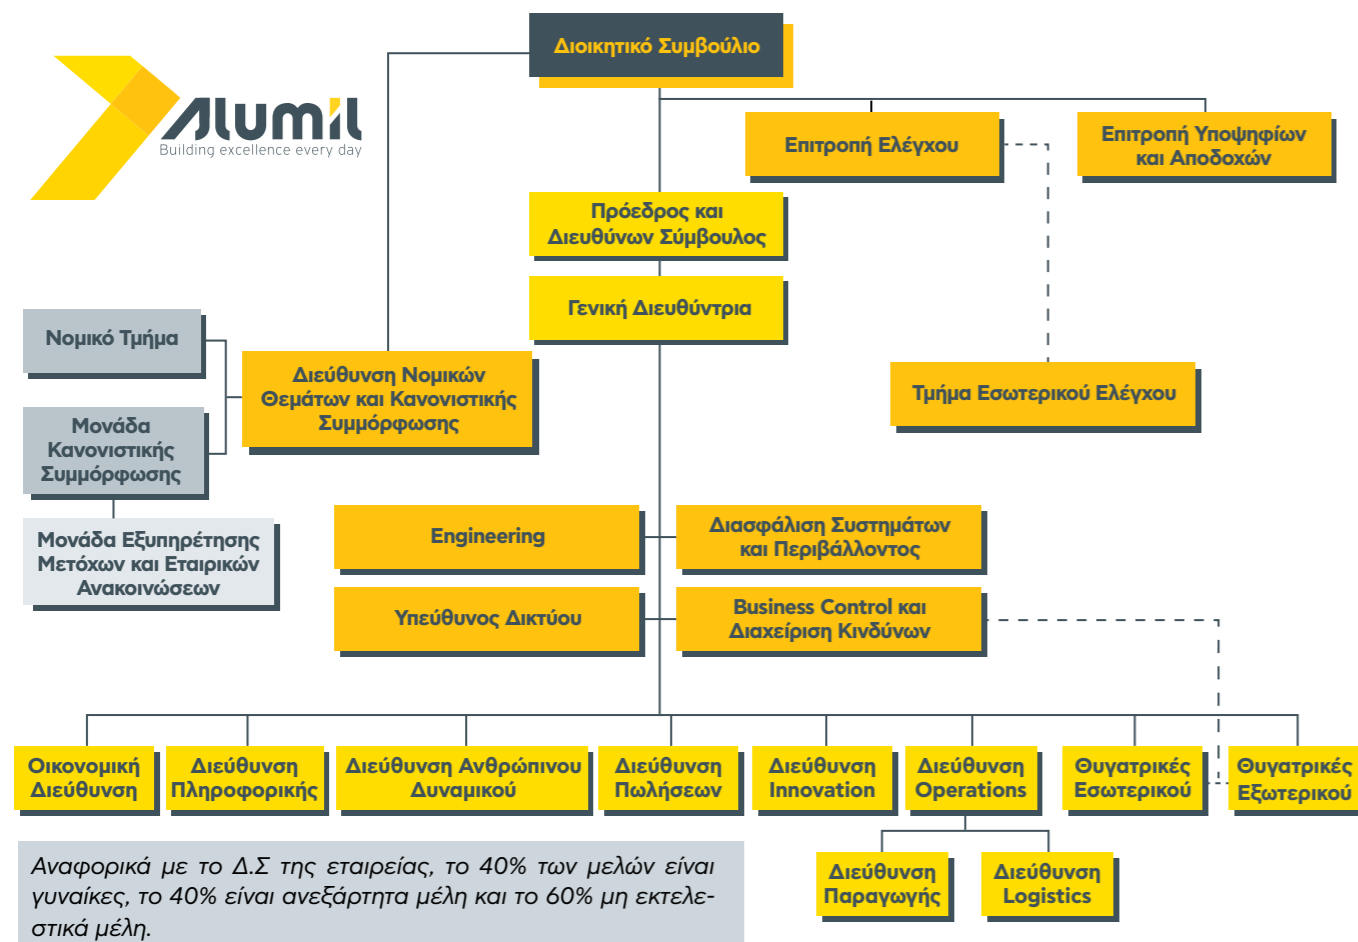 Διοικητικό Συμβούλιο
Alumil
Building excellence every day
Επιτροπή Ελέγχου
Επιτροπή Υποψηφίων
και Αποδοχών
Πρόεδρος και
Διευθύνων Σύμβουλος
Γενική Διευθύντρια
Νομικό Τμήμα
Διεύθυνση Νομικών
Θεμάτων και Κανονιστικής
Συμμόρφωσης
Τμήμα Εσωτερικού Ελέγχου
Μονάδα
Κανονιστικής
Συμμόρφωσης
Μονάδα Εξυπηρέτησης
Μετόχων και Εταιρικών
Ανακοινώσεων
Engineering
Διασφάλιση Συστημάτων
και Περιβάλλοντος
Υπεύθυνος Δικτύου
Business Control και
Διαχείριση Κινδύνων
Οικονομική
Διεύθυνση
Διεύθυνση
Πληροφορικής
Διεύθυνση Ανθρώπινου
Δυναμικού
Διεύθυνση
Πωλήσεων
Διεύθυνση
Innovation
Διεύθυνση
Operations
Θυγατρικές
Εσωτερικού
Θυγατρικές
Εξωτερικού
Διεύθυνση
Παραγωγής
Διεύθυνση
Logistics
Αναφορικά με το Δ.Σ της εταιρείας, το 40% των μελών είναι
γυναίκες, το 40% είναι ανεξάρτητα μέλη και το 60% μη εκτελε-
στικά μέλη.